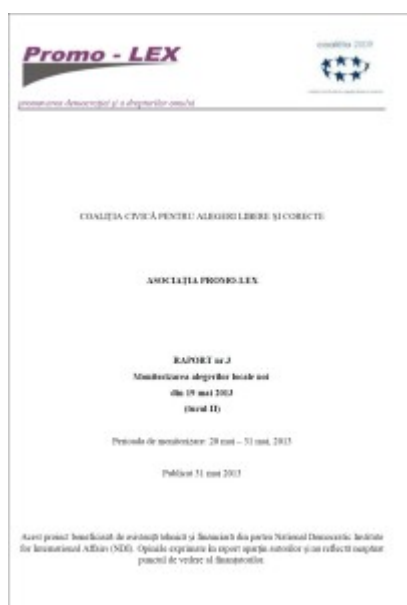 Promo - LEX
coaliția 2009
promovarea democrației și a drepturilor omului
COALIȚIA CIVICĂ PENTRU ALEGERI LIBERE ȘI CORECTE
ASOCIAȚIA PROMO-LEX
RAPORT nr.3
Monitorizarea alegerilor locale noi
din 19 mai 2013
(turul II)
Perioada de monitorizare: 20 mai – 31 mai, 2013
Publicat 31 mai 2013
Acest proiect beneficiază de asistență tehnică și financiară din partea National Democratic Institute
for International Affairs (NDI). Opiniile exprimate în raport aparțin autorilor și nu reflectă neapărat
punctul de vedere al finanțatorilor.